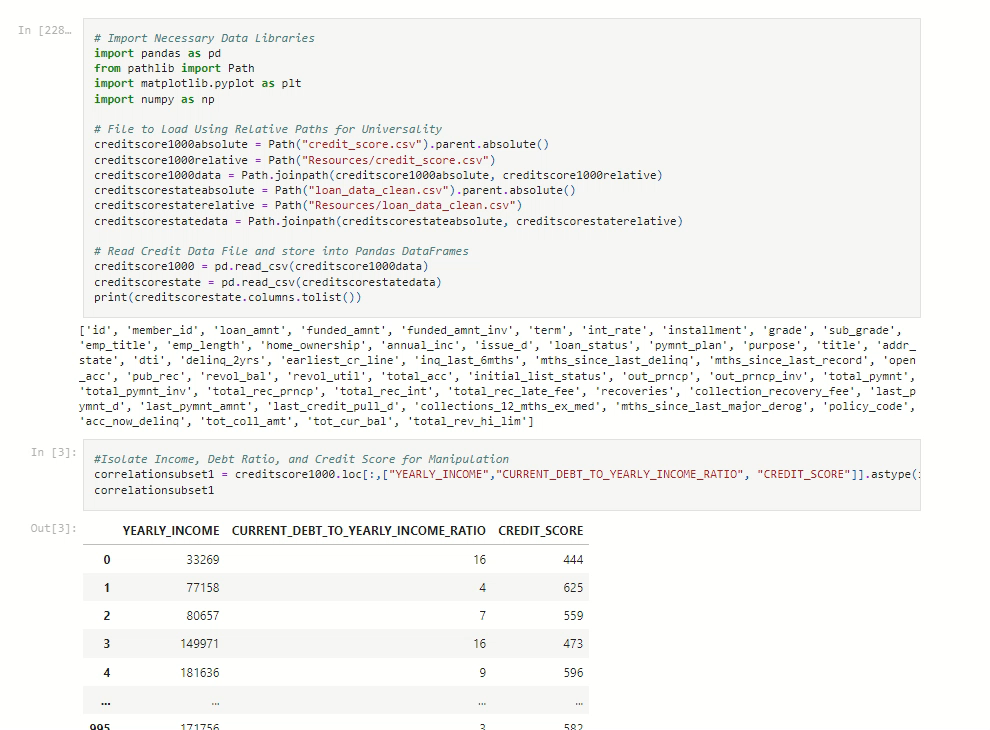 In [228…
# Import Necessary Data Libraries
import pandas as pd
from pathlib import Path
import matplotlib.pyplot as plt
import numpy as np
# File to Load Using Relative Paths for Universality
creditscore1000absolute = Path("credit_score.csv").parent.absolute()
creditscore1000relative = Path("Resources/credit_score.csv")
creditscore1000data = Path.joinpath(creditscore1000absolute, creditscore1000relative)
creditscorestateabsolute = Path("loan_data_clean.csv").parent.absolute()
creditscorestaterelative = Path("Resources/loan_data_clean.csv")
creditscorestatedata = Path.joinpath(creditscorestateabsolute, creditscorestaterelative)
# Read Credit Data File and store into Pandas DataFrames
creditscore1000 = pd.read_csv(creditscore1000data)
creditscorestate = pd.read_csv(creditscorestatedata)
print(creditscorestate.columns.tolist())
['id', 'member_id', 'loan_amnt', 'funded_amnt', 'funded_amnt_inv', 'term', 'int_rate', 'installment', 'grade', 'sub_grade',
'emp_title', 'emp_length', 'home_ownership', 'annual_inc', 'issue_d', 'loan_status', 'pymnt_plan', 'purpose', 'title', 'addr_
state', 'dti', 'delinq_2yrs', 'earliest_cr_line', 'inq_last_6mths', 'mths_since_last_delinq', 'mths_since_last_record', 'open
_acc', 'pub_rec', 'revol_bal', 'revol_util', 'total_acc', 'initial_list_status', 'out_prncp', 'out_prncp_inv', 'total_pymnt',
'total_pymnt_inv', 'total_rec_prncp', 'total_rec_int', 'total_rec_late_fee', 'recoveries', 'collection_recovery_fee', 'last_p
ymnt_d', 'last_pymnt_amnt', 'last_credit_pull_d', 'collections_12_mths_ex_med', 'mths_since_last_major_derog', 'policy_code',
'acc_now_delinq', 'tot_coll_amt', 'tot_cur_bal', 'total_rev_hi_lim']
In [3]:
#Isolate Income, Debt Ratio, and Credit Score for Manipulation
correlationsubset1 = creditscore1000.loc[:,["YEARLY_INCOME","CURRENT_DEBT_TO_YEARLY_INCOME_RATIO", "CREDIT_SCORE"]].astype(
correlationsubset1
Out[3]:
YEARLY_INCOME CURRENT_DEBT_TO_YEARLY_INCOME_RATIO CREDIT_SCORE
0 33269 16 444
1 77158 4 625
2 80657 7 559
3 149971 16 473
4 181636 9 596
... ... ... ...
995 171756 3 582